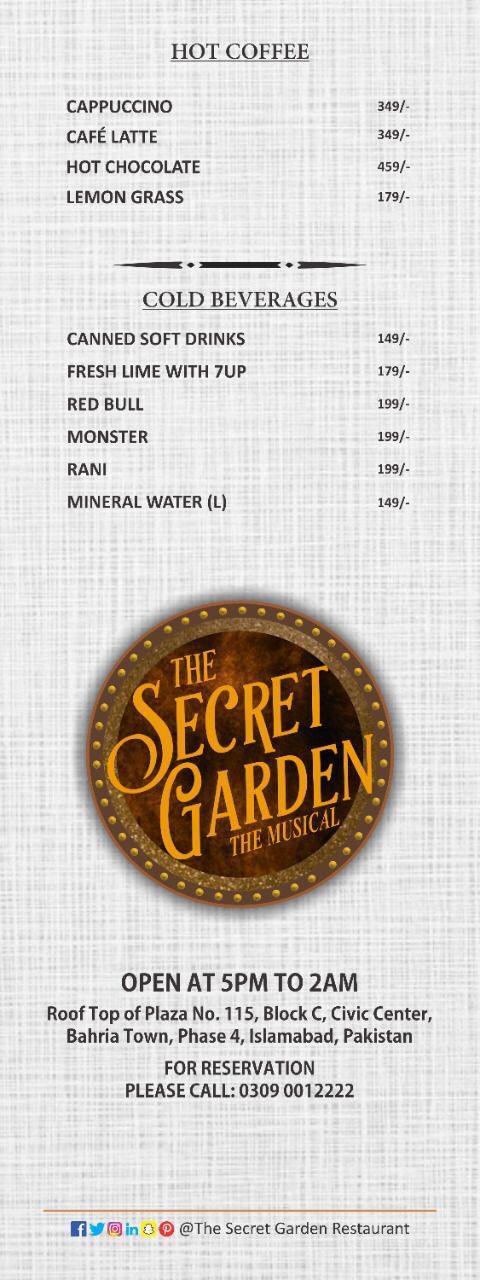 HOT COFFEE
CAPPUCCINO 349/-
CAFÉ LATTE 349/-
HOT CHOCOLATE 459/-
LEMON GRASS 179/-
COLD BEVERAGES
CANNED SOFT DRINKS 149/-
FRESH LIME WITH 7UP 179/-
RED BULL 199/-
MONSTER 199/-
RANI 199/-
MINERAL WATER (L) 149/-
THE
SECRET
GARDEN
THE MUSICAL
OPEN AT 5PM TO 2AM
Roof Top of Plaza No. 115, Block C, Civic Center,
Bahria Town, Phase 4, Islamabad, Pakistan
FOR RESERVATION
PLEASE CALL: 0309 0012222
@The Secret Garden Restaurant